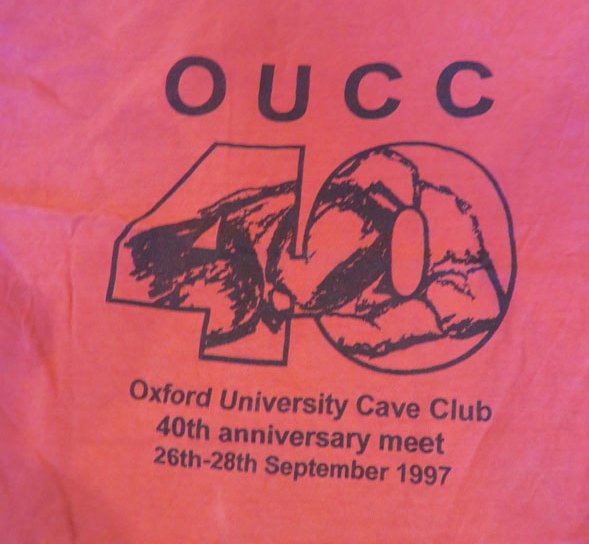 OUCC
40
Oxford University Cave Club
40th anniversary meet
26th-28th September 1997